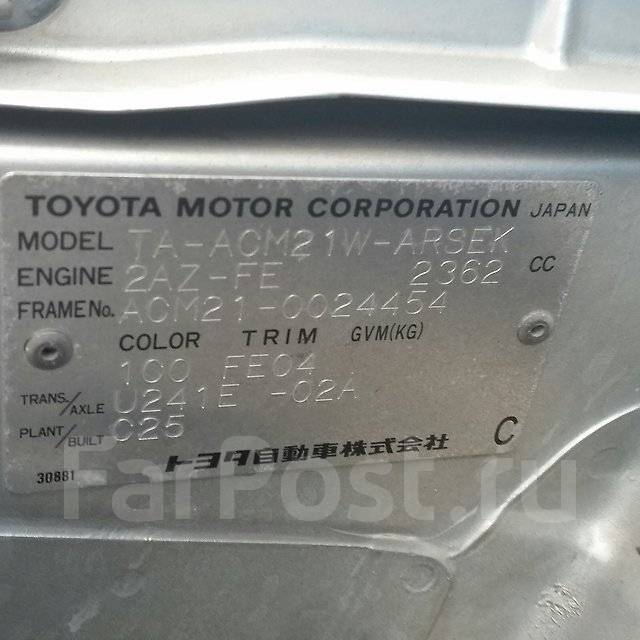 TOYOTA MOTOR CORPORATION JAPAN
MODEL TA-ACM21W-ARSEK
ENGINE 2AZ-FE 2362 CC
FRAME No. ACM21-0024454
COLOR TRIM GVM(KG)
100 FE04
TRANS./AXLE U241E -02A
PLANT/BUILT C25
トヨタ自動車株式会社 C
30881
FarPost.ru